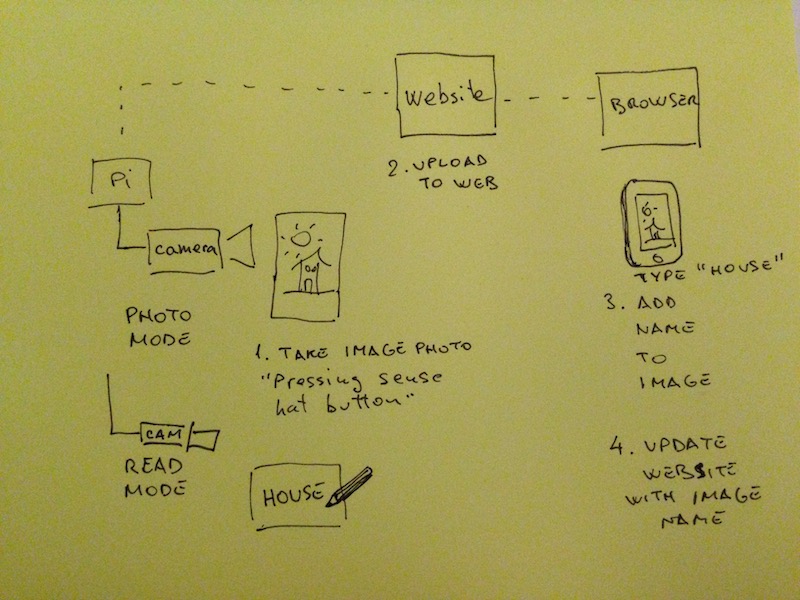 Website
BROWSER
2. UPLOAD
TO WEB
Pi
camera
PHOTO
MODE
1. TAKE IMAGE PHOTO
"Pressing sense
hat button"
TYPE "HOUSE"
3. ADD
NAME
TO
IMAGE
CAM
READ
MODE
HOUSE
4. UPDATE
WEBSITE
WITH IMAGE
NAME